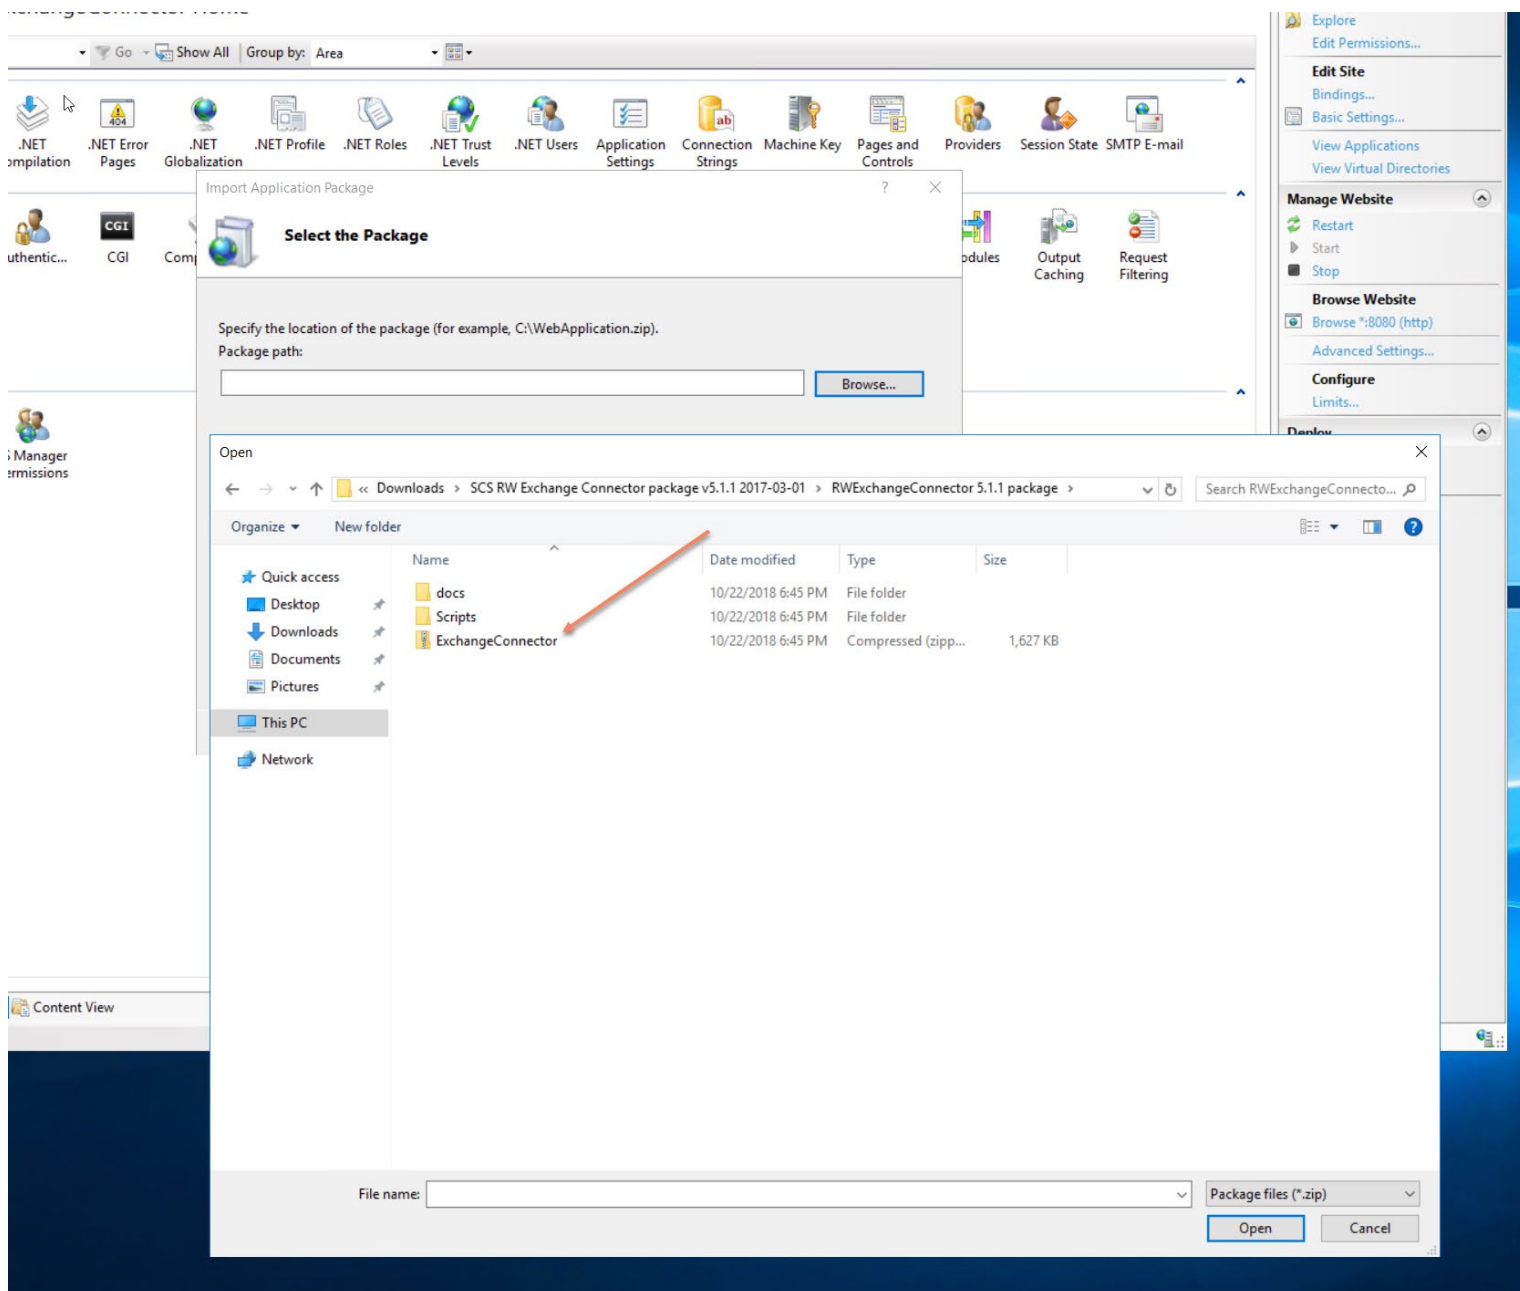 Go
Show All
Group by: Area
.NET
.NET Error
Pages
.NET
Globalization
.NET Profile
.NET Roles
.NET Trust
Levels
.NET Users
Application
Settings
Connection
Strings
Machine Key
Pages and
Controls
Providers
Session State
SMTP E-mail
404
ab
CGI
CGI
Output
Caching
Request
Filtering
Manager
Content View
Import Application Package
?
Select the Package
Specify the location of the package (for example, C:\WebApplication.zip).
Package path:
Browse...
Explore
Edit Permissions...
Edit Site
Bindings...
Basic Settings...
View Applications
View Virtual Directories
Manage Website
Restart
Start
Stop
Browse Website
Browse *:8080 (http)
Advanced Settings...
Configure
Limits...
Deploy
Open
« Downloads › SCS RW Exchange Connector package v5.1.1 2017-03-01 › RWExchangeConnector 5.1.1 package ›
Search RWExchangeConnecto...
Organize
New folder
?
Quick access
Desktop
Downloads
Documents
Pictures
This PC
Network
Name Date modified Type Size
docs 10/22/2018 6:45 PM File folder
Scripts 10/22/2018 6:45 PM File folder
ExchangeConnector 10/22/2018 6:45 PM Compressed (zipp... 1,627 KB
File name:
Package files (*.zip)
Open
Cancel